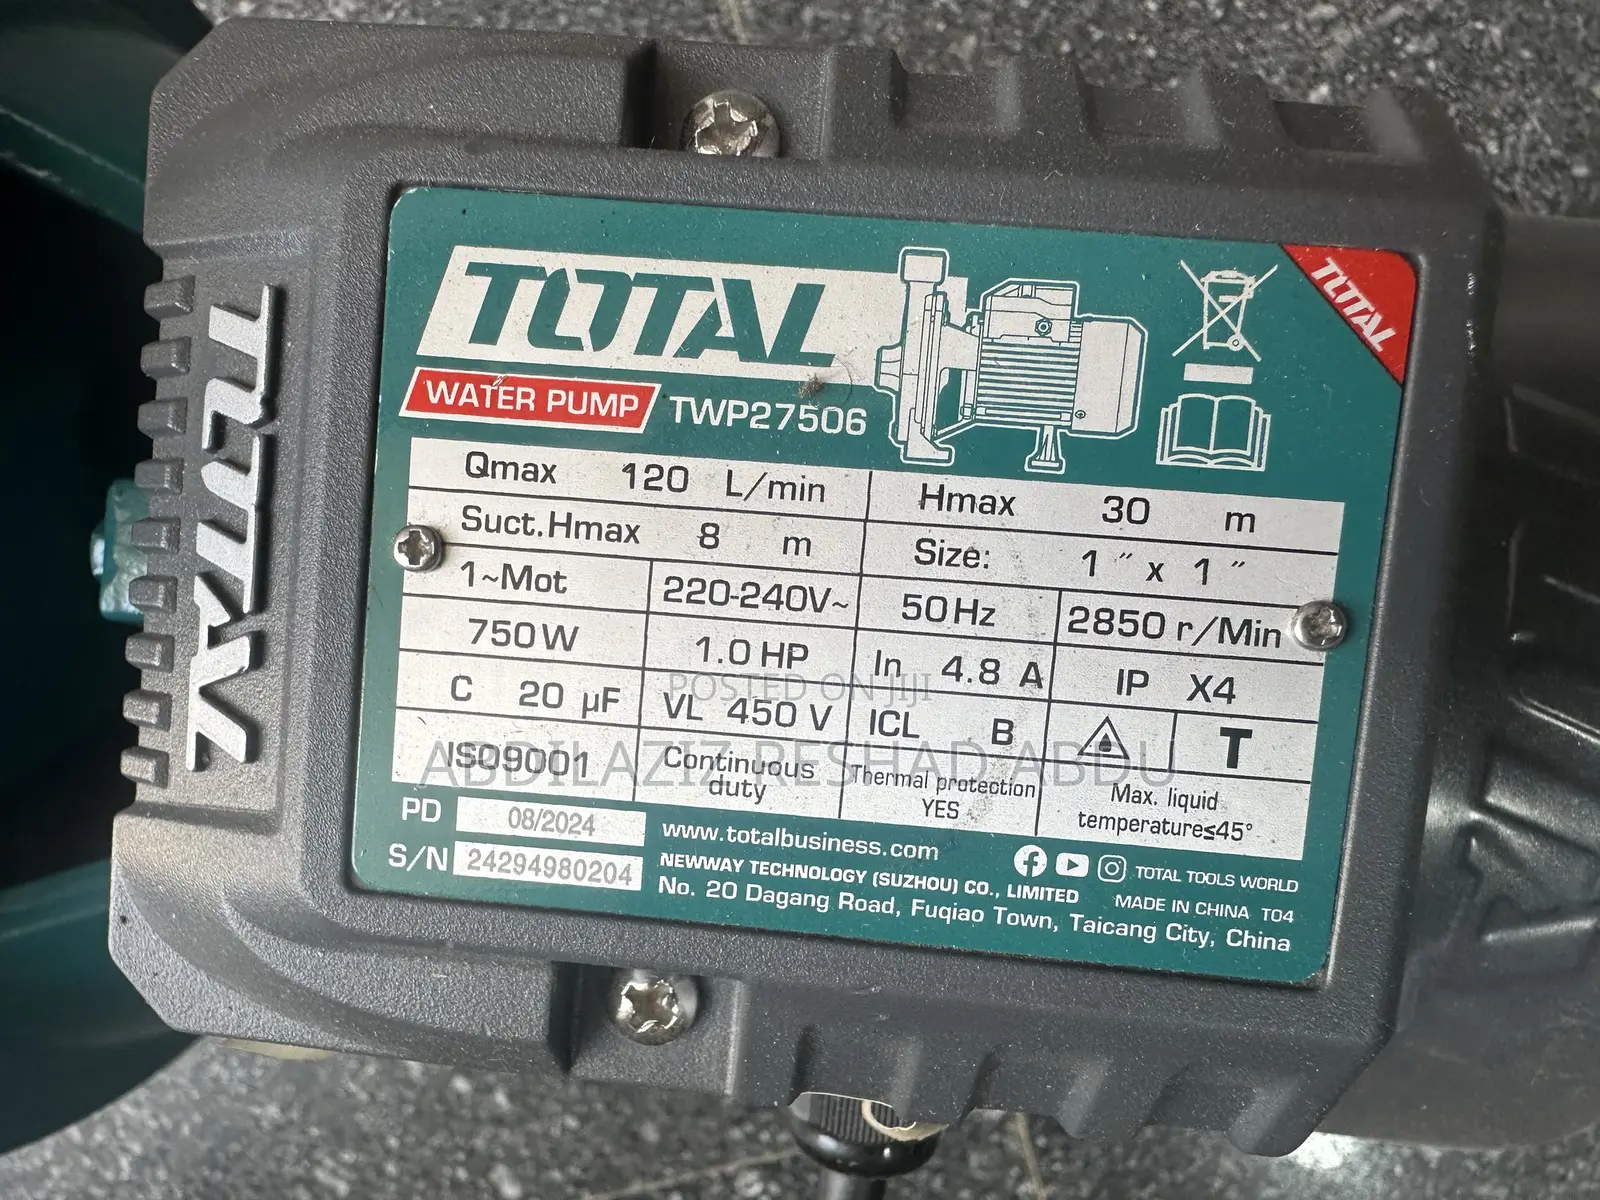 TOTAL
TOTAL
TOTAL
WATER PUMP TWP27506
Qmax 120 L/min Hmax 30 m
Suct.Hmax 8 m Size: 1" x 1"
1~Mot 220-240V~ 50Hz 2850 r/Min
750W 1.0 HP In 4.8 A IP X4
C 20 µF VL 450 V ICL B T
ISO9001 Continuous duty Thermal protection YES Max. liquid temperature≤45°
PD 08/2024
S/N 24294980204
www.totalbusiness.com
NEWWAY TECHNOLOGY (SUZHOU) CO., LIMITED
No. 20 Dagang Road, Fuqiao Town, Taicang City, China
TOTAL TOOLS WORLD
MADE IN CHINA T04
POSTED ON JIJI
ABDILAZIZ RESHAD ABDU